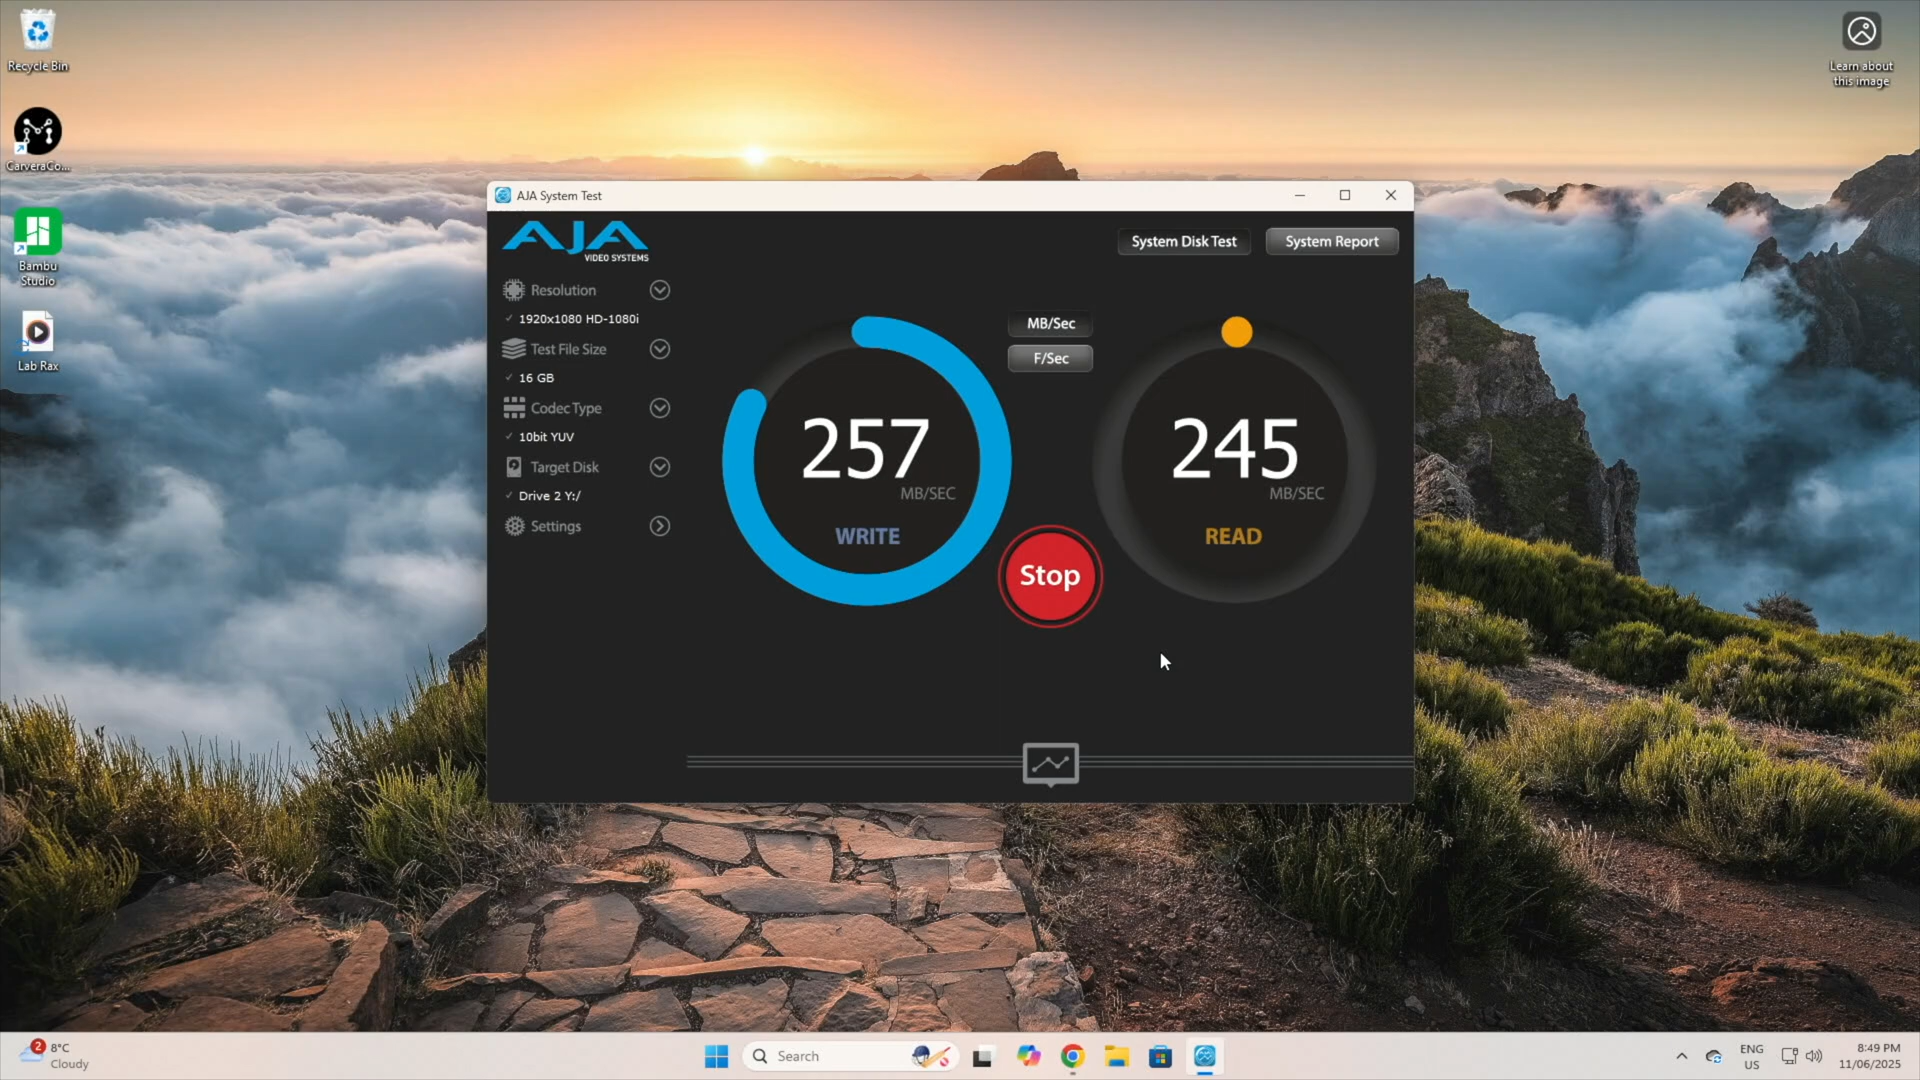 Recycle Bin
CarveraCo...
Bambu
Studio
Lab Rax
Learn about
this image
AJA System Test
AJA
VIDEO SYSTEMS
System Disk Test
System Report
Resolution
1920x1080 HD-1080i
Test File Size
16 GB
Codec Type
10bit YUV
Target Disk
Drive 2 Y:/
Settings
MB/Sec
F/Sec
257
MB/SEC
WRITE
245
MB/SEC
READ
Stop
2
8°C
Cloudy
Search
ENG
US
8:49 PM
11/06/2025